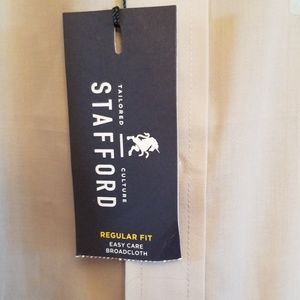 TAILORED
CULTURE
STAFFORD
REGULAR FIT
EASY CARE
BROADCLOTH